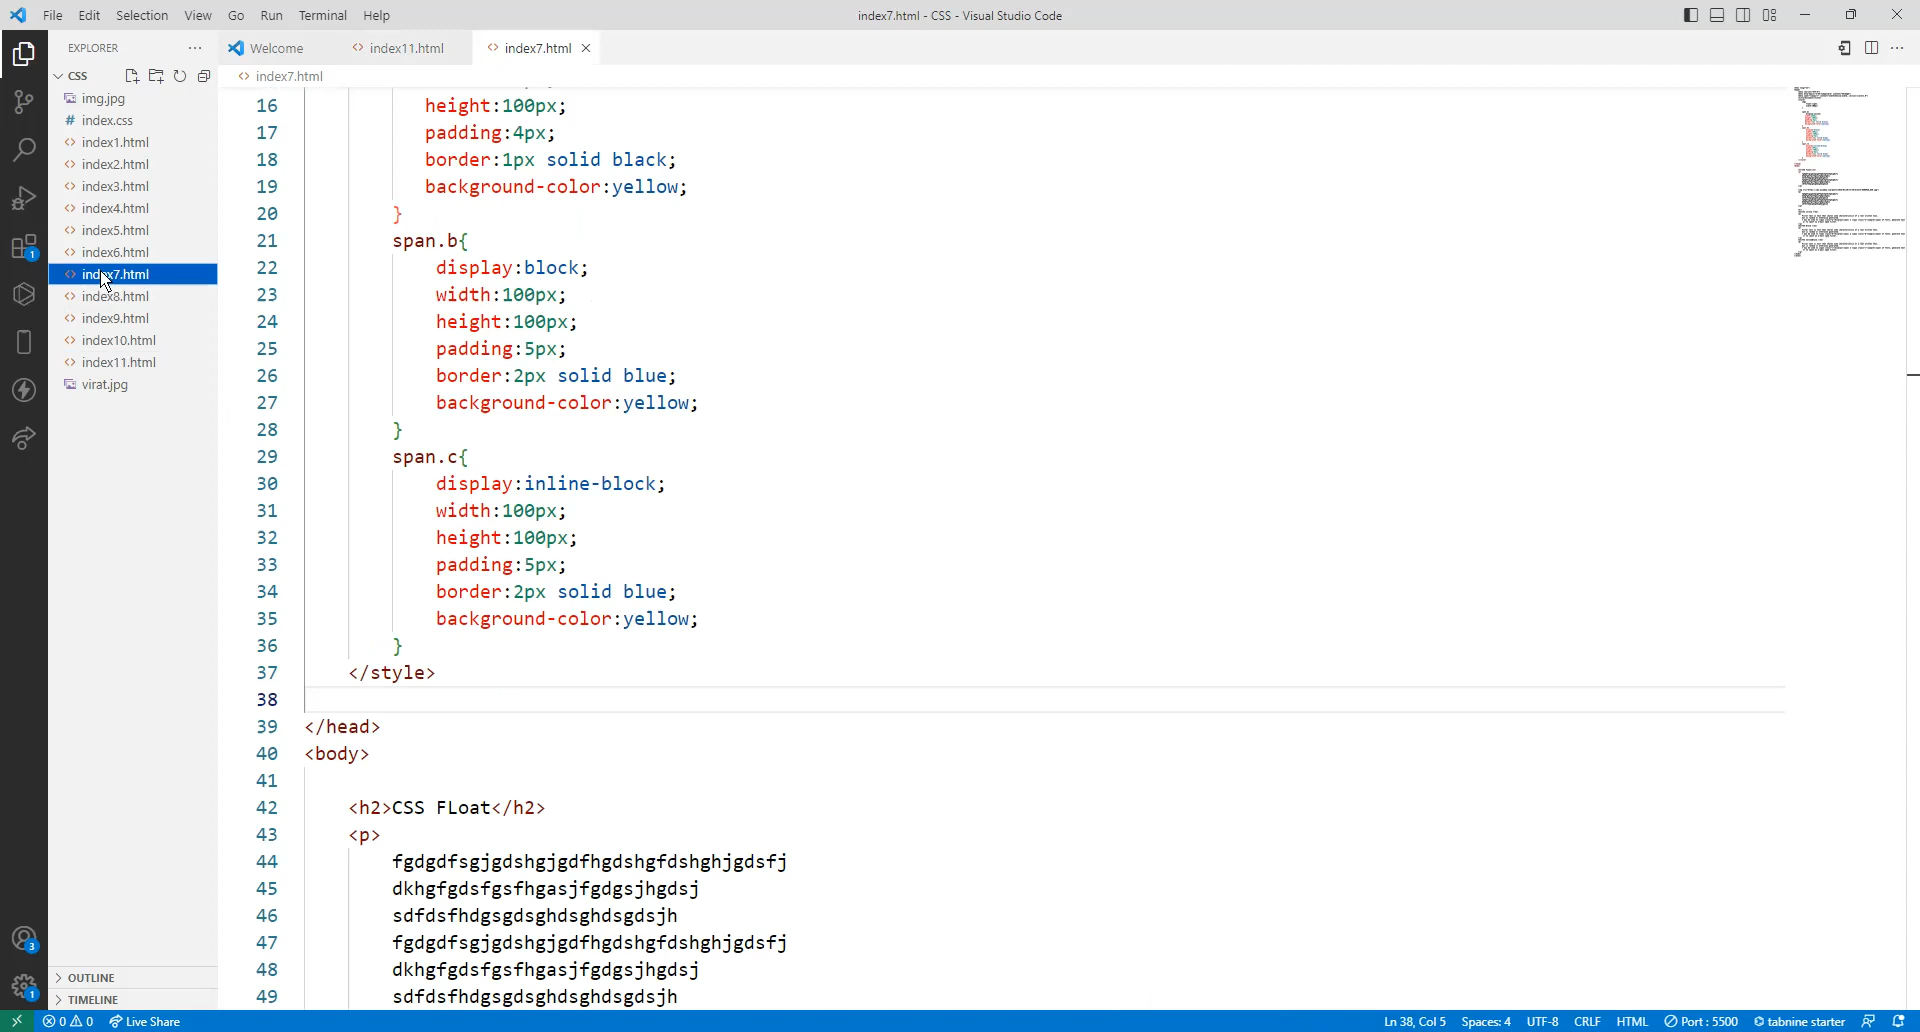 File Edit Selection View Go Run Terminal Help
index7.html - CSS - Visual Studio Code
EXPLORER
CSS
img.jpg
# index.css
<> index1.html
<> index2.html
<> index3.html
<> index4.html
<> index5.html
<> index6.html
<> index7.html
<> index8.html
<> index9.html
<> index10.html
<> index11.html
virat.jpg
OUTLINE
TIMELINE
1
3
1
Welcome <> index11.html <> index7.html
<> index7.html
16 height:100px;
17 padding:4px;
18 border:1px solid black;
19 background-color:yellow;
20 }
21 span.b{
22 display:block;
23 width:100px;
24 height:100px;
25 padding:5px;
26 border:2px solid blue;
27 background-color:yellow;
28 }
29 span.c{
30 display:inline-block;
31 width:100px;
32 height:100px;
33 padding:5px;
34 border:2px solid blue;
35 background-color:yellow;
36 }
37 </style>
38
39 </head>
40 <body>
41
42 <h2>CSS FLoat</h2>
43 <p>
44 fgdgdfsgjgdshgjgdfhgdshgfdshghjgdsfj
45 dkhgfgdsfgsfhgasjfgdgsjhgdsj
46 sdfdsfhdgsgdsghdsghdsgdsjh
47 fgdgdfsgjgdshgjgdfhgdshgfdshghjgdsfj
48 dkhgfgdsfgsfhgasjfgdgsjhgdsj
49 sdfdsfhdgsgdsghdsghdsgdsjh
0 0 Live Share
Ln 38, Col 5 Spaces: 4 UTF-8 CRLF HTML Port : 5500 tabnine starter